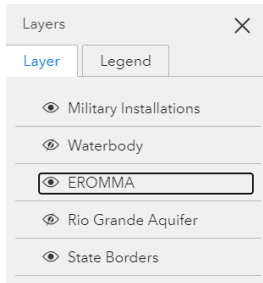 Layers
Layer Legend
Military Installations
Waterbody
EROMMA
Rio Grande Aquifer
State Borders